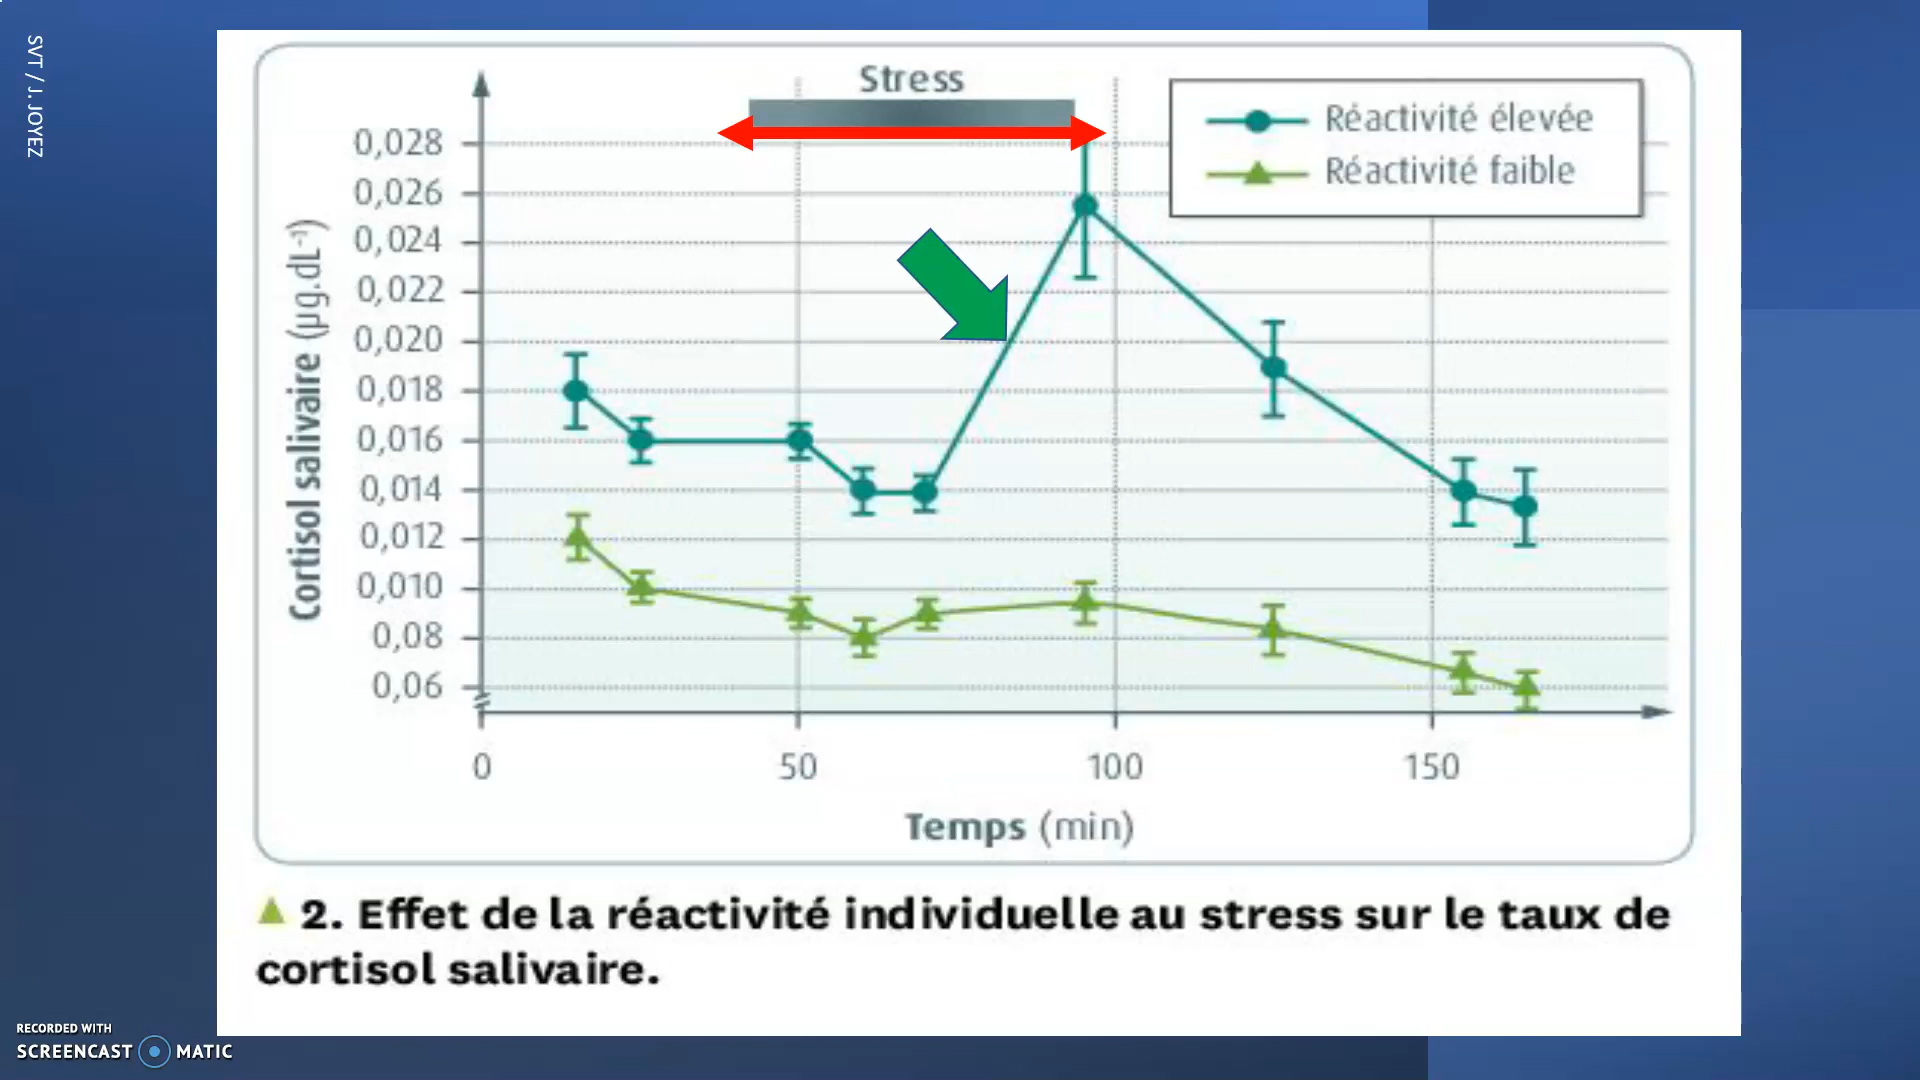 SVT / J. JOYEZ
Stress
Réactivité élevée
Réactivité faible
Cortisol salivaire (µg.dL⁻¹)
0,028
0,026
0,024
0,022
0,020
0,018
0,016
0,014
0,012
0,010
0,08
0,06
0 50 100 150
Temps (min)
2. Effet de la réactivité individuelle au stress sur le taux de
cortisol salivaire.
RECORDED WITH
SCREENCAST MATIC